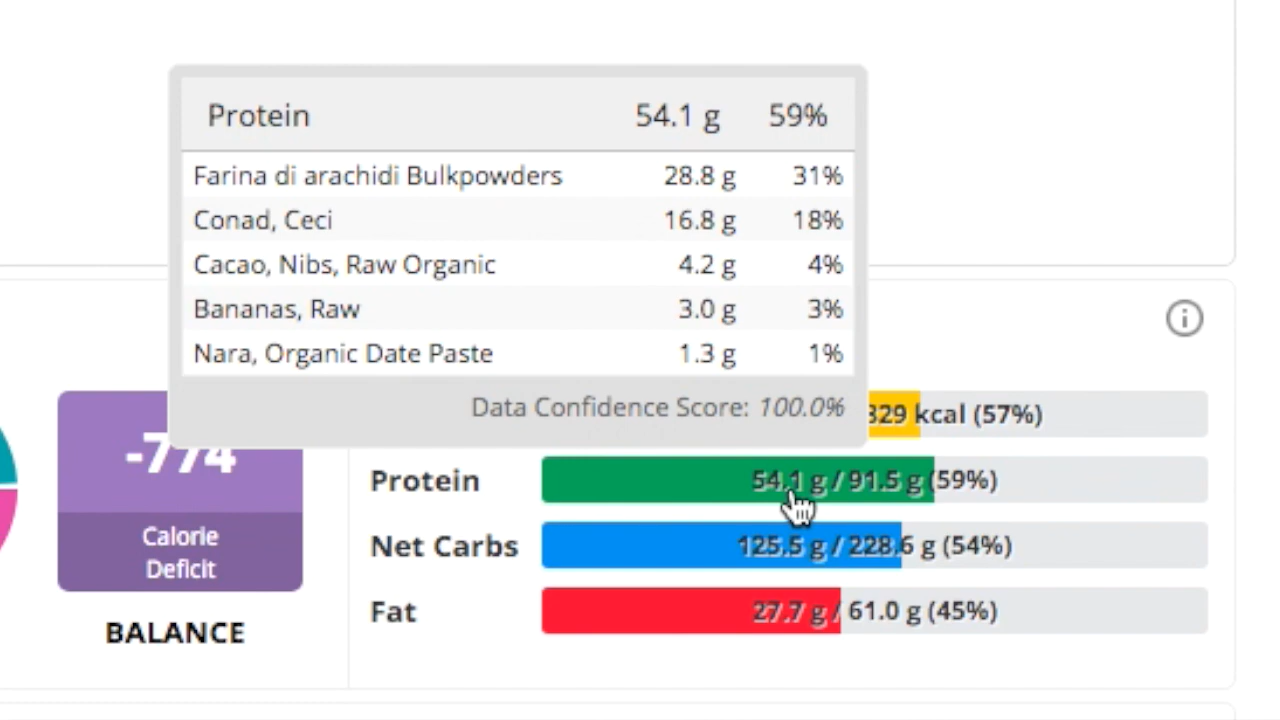 Protein 54.1 g 59%
Farina di arachidi Bulkpowders 28.8 g 31%
Conad, Ceci 16.8 g 18%
Cacao, Nibs, Raw Organic 4.2 g 4%
Bananas, Raw 3.0 g 3%
Nara, Organic Date Paste 1.3 g 1%
Data Confidence Score: 100.0%
kcal (57%)
-774
Calorie
Deficit
BALANCE
Protein 54.1 g / 91.5 g (59%)
Net Carbs 125.5 g / 228.6 g (54%)
Fat 27.7 g / 61.0 g (45%)